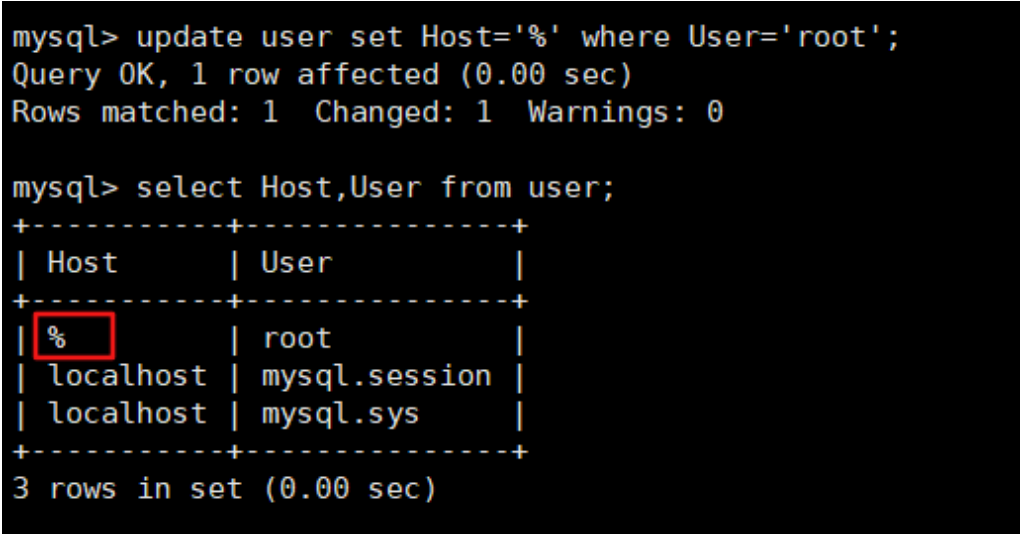 mysql> update user set Host='%' where User='root';
Query OK, 1 row affected (0.00 sec)
Rows matched: 1  Changed: 1  Warnings: 0
mysql> select Host,User from user;
+-----------+---------------+
| Host      | User          |
+-----------+---------------+
| %         | root          |
| localhost | mysql.session |
| localhost | mysql.sys     |
+-----------+---------------+
3 rows in set (0.00 sec)